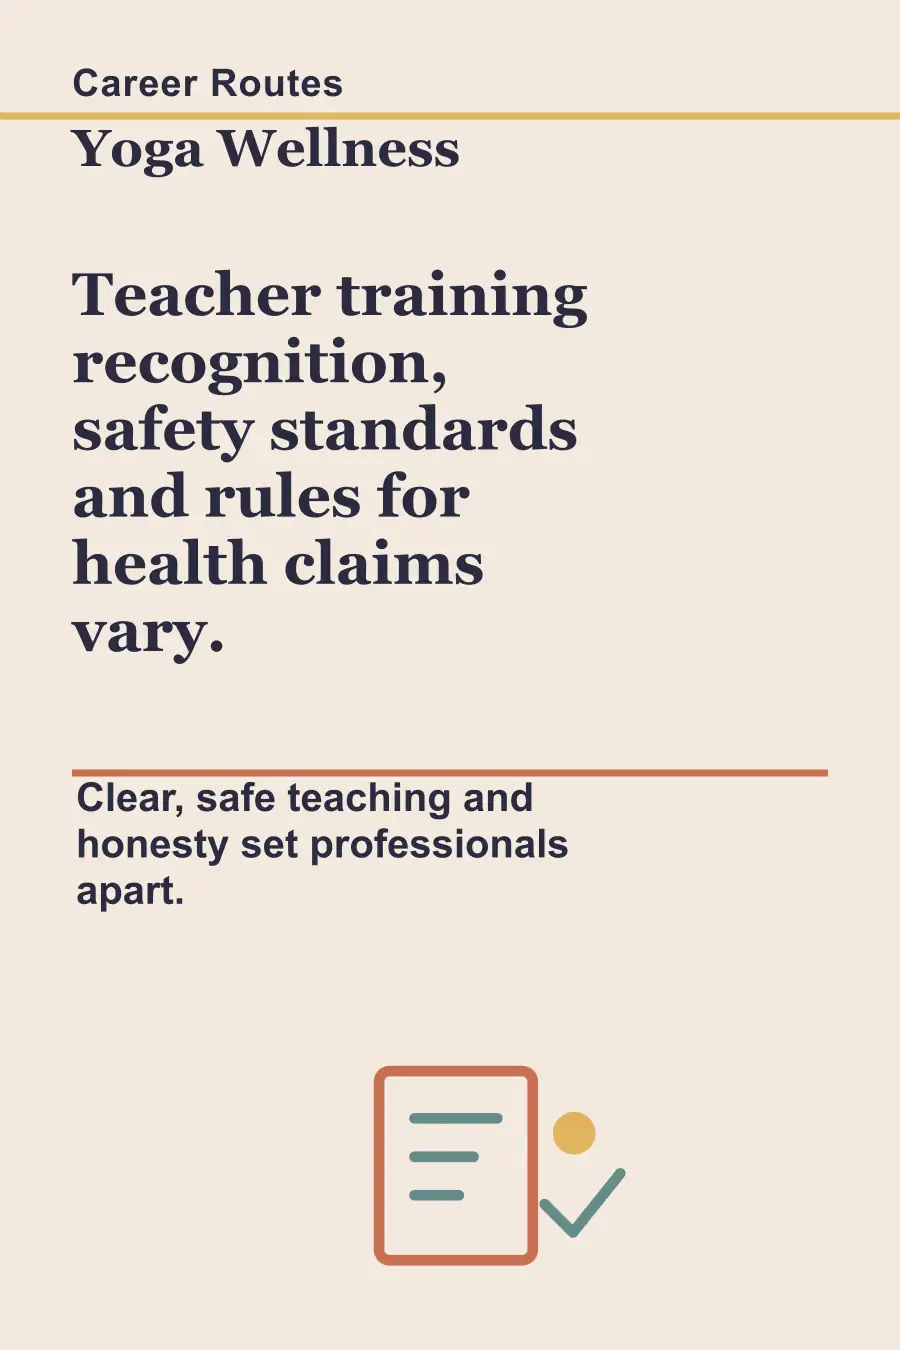 Career Routes
Yoga Wellness
Teacher training
recognition,
safety standards
and rules for
health claims
vary.
Clear, safe teaching and
honesty set professionals
apart.